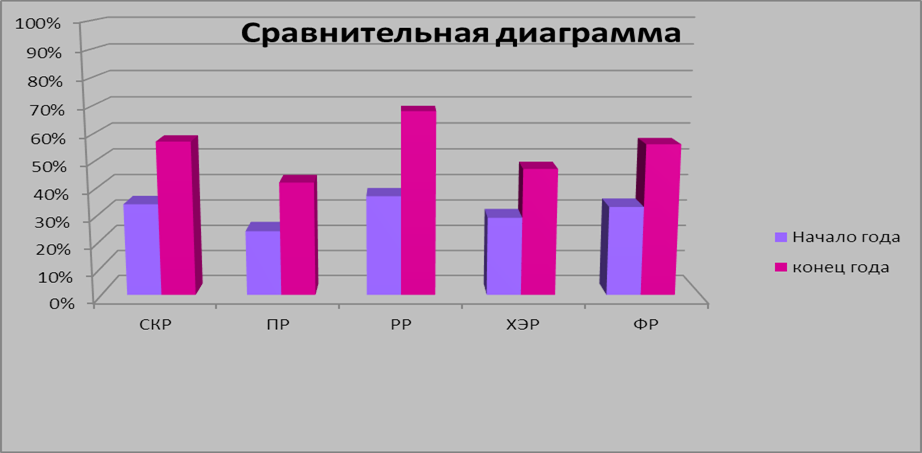 Сравнительная диаграмма
100%
90%
80%
70%
60%
50%
40%
30%
20%
10%
0%
СКР ПР РР ХЭР ФР
Начало года
конец года